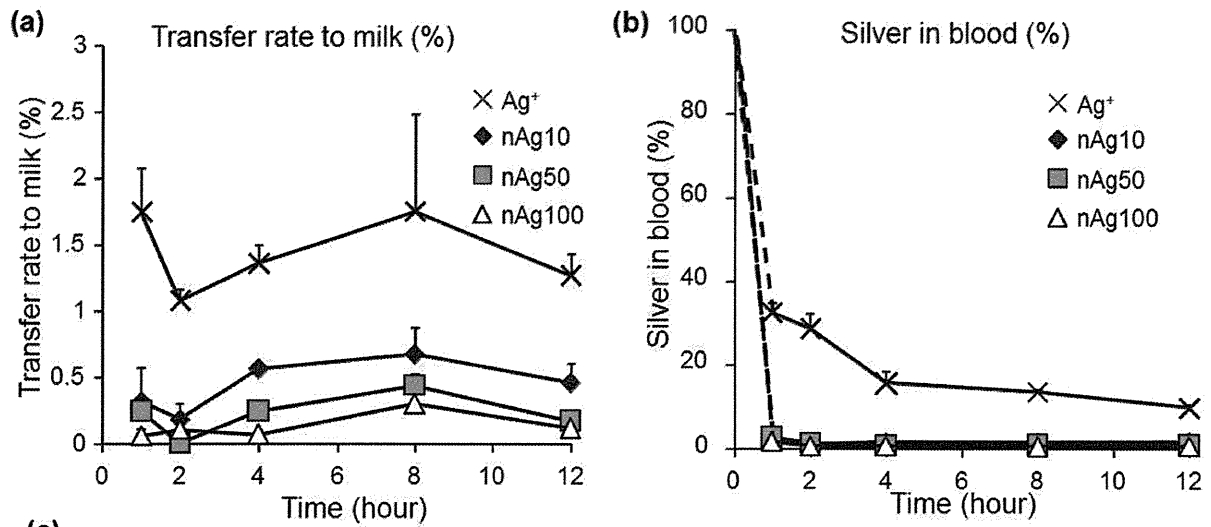 (a)
Transfer rate to milk (%)
Transfer rate to milk (%)
3
2.5
2
1.5
1
0.5
0
Ag⁺
nAg10
nAg50
nAg100
0 2 4 6 8 10 12
Time (hour)
(b)
Silver in blood (%)
Silver in blood (%)
100
80
60
40
20
0
Ag⁺
nAg10
nAg50
nAg100
0 2 4 6 8 10 12
Time (hour)